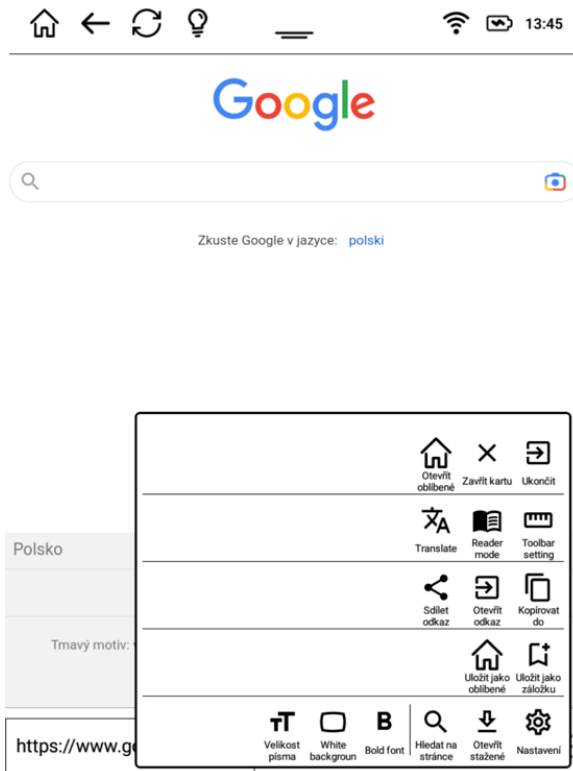 13:45
Google
Zkuste Google v jazyce: polski
Otevřít
oblíbené
Zavřít kartu
Ukončit
Translate
Reader
mode
Toolbar
setting
Polsko
Sdílet
odkaz
Otevřít
odkaz
Kopírovat
do
Tmavý motiv:
Uložit jako
oblíbené
Uložit jako
záložku
Velikost
písma
White
backgroun
B
Bold font
Hledat na
stránce
Otevřít
stažené
Nastavení
https://www.go